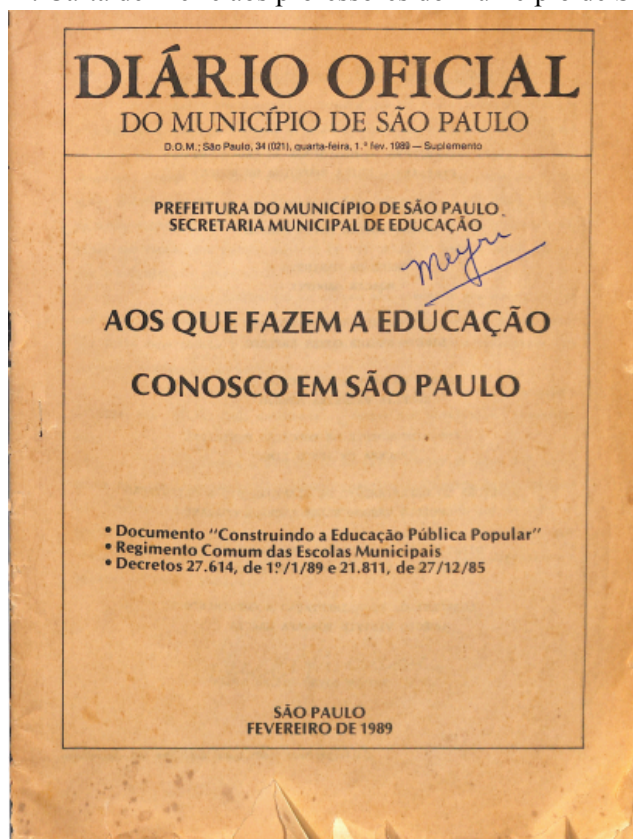 DIÁRIO OFICIAL
DO MUNICÍPIO DE SÃO PAULO
D.O.M.; São Paulo, 34 (021), quarta-feira, 1.º fev. 1989 — Suplemento
PREFEITURA DO MUNICÍPIO DE SÃO PAULO
SECRETARIA MUNICIPAL DE EDUCAÇÃO
Meyri
AOS QUE FAZEM A EDUCAÇÃO
CONOSCO EM SÃO PAULO
• Documento "Construindo a Educação Pública Popular"
• Regimento Comum das Escolas Municipais
• Decretos 27.614, de 1º/1/89 e 21.811, de 27/12/85
SÃO PAULO
FEVEREIRO DE 1989